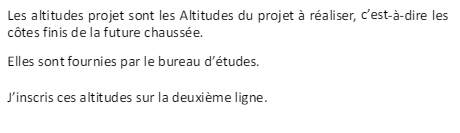 Les altitudes projet sont les Altitudes du projet à réaliser, c'est-à-dire les
côtes finis de la future chaussée.
Elles sont fournies par le bureau d'études.
J'inscris ces altitudes sur la deuxième ligne.